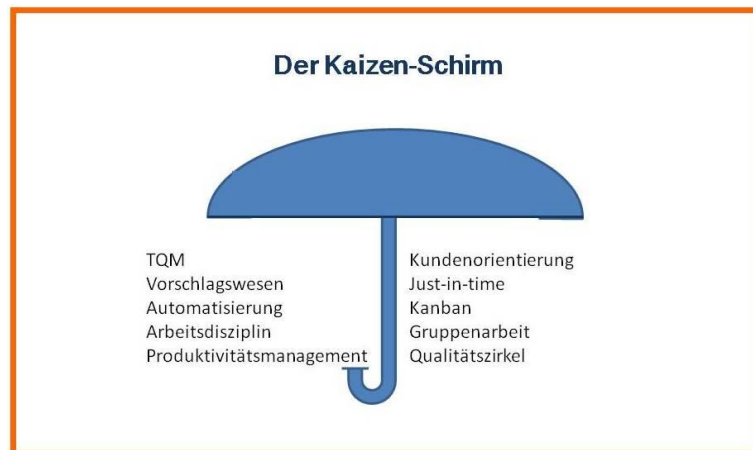 Der Kaizen-Schirm
TQM
Vorschlagswesen
Automatisierung
Arbeitsdisziplin
Produktivitätsmanagement
Kundenorientierung
Just-in-time
Kanban
Gruppenarbeit
Qualitätszirkel